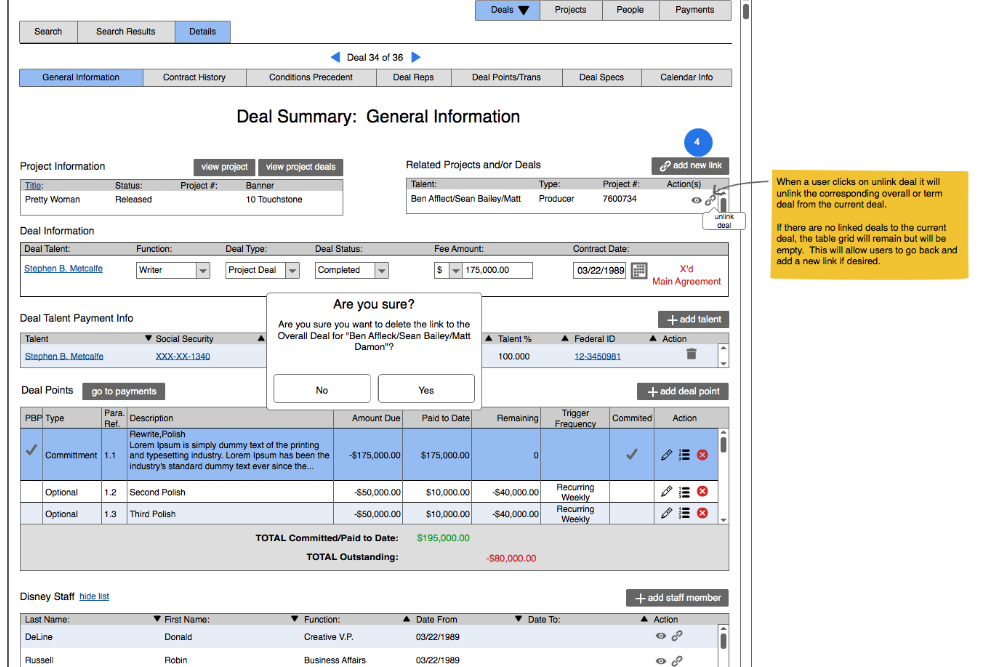 Deals ▼ Projects People Payments
Search Search Results Details
Deal 34 of 36
General Information Contract History Conditions Precedent Deal Reps Deal Points/Trans Deal Specs Calendar Info
Deal Summary: General Information
4
Project Information view project view project deals
Related Projects and/or Deals add new link
Title: Status: Project #: Banner
Pretty Woman Released 10 Touchstone
Talent: Type: Project #: Action(s)
Ben Afflect/Sean Bailey/Matt Producer 7600734
unlink
deal
When a user clicks on unlink deal it will
unlink the corresponding overall or term
deal from the current deal.
If there are no linked deals to the current
deal, the table grid will remain but will be
empty. This will allow users to go back and
add a new link if desired.
Deal Information
Deal Talent: Function: Deal Type: Deal Status: Fee Amount: Contract Date:
Stephen B. Metcalfe Writer Project Deal Completed $ 175,000.00 03/22/1989 X'd
Main Agreement
Are you sure?
Are you sure you want to delete the link to the
Overall Deal for "Ben Affleck/Sean Bailey/Matt
Damon"?
No Yes
Deal Talent Payment Info + add talent
Talent ▼ Social Security ▲ ▲ Talent % ▲ Federal ID ▲ Action
Stephen B. Metcalfe XXX-XX-1340 100.000 12-3450981
Deal Points go to payments + add deal point
PBP Type Para. Ref. Description Amount Due Paid to Date Remaining Trigger Frequency Commited Action
Rewrite,Polish
Lorem Ipsum is simply dummy text of the printing
Committment 1.1 and typesetting industry. Lorem Ipsum has been the -$175,000.00 $175,000.00 0
industry's standard dummy text ever since the...
Optional 1.2 Second Polish -$50,000.00 $10,000.00 -$40,000.00 Recurring Weekly
Optional 1.3 Third Polish -$50,000.00 $10,000.00 -$40,000.00 Recurring Weekly
TOTAL Committed/Paid to Date: $195,000.00
TOTAL Outstanding: -$80,000.00
Disney Staff hide list + add staff member
Last Name: ▼ First Name: ▼ Function: ▲ Date From ▼ Date To: ▲ Action
DeLine Donald Creative V.P. 03/22/1989
Russell Robin Business Affairs 03/22/1989